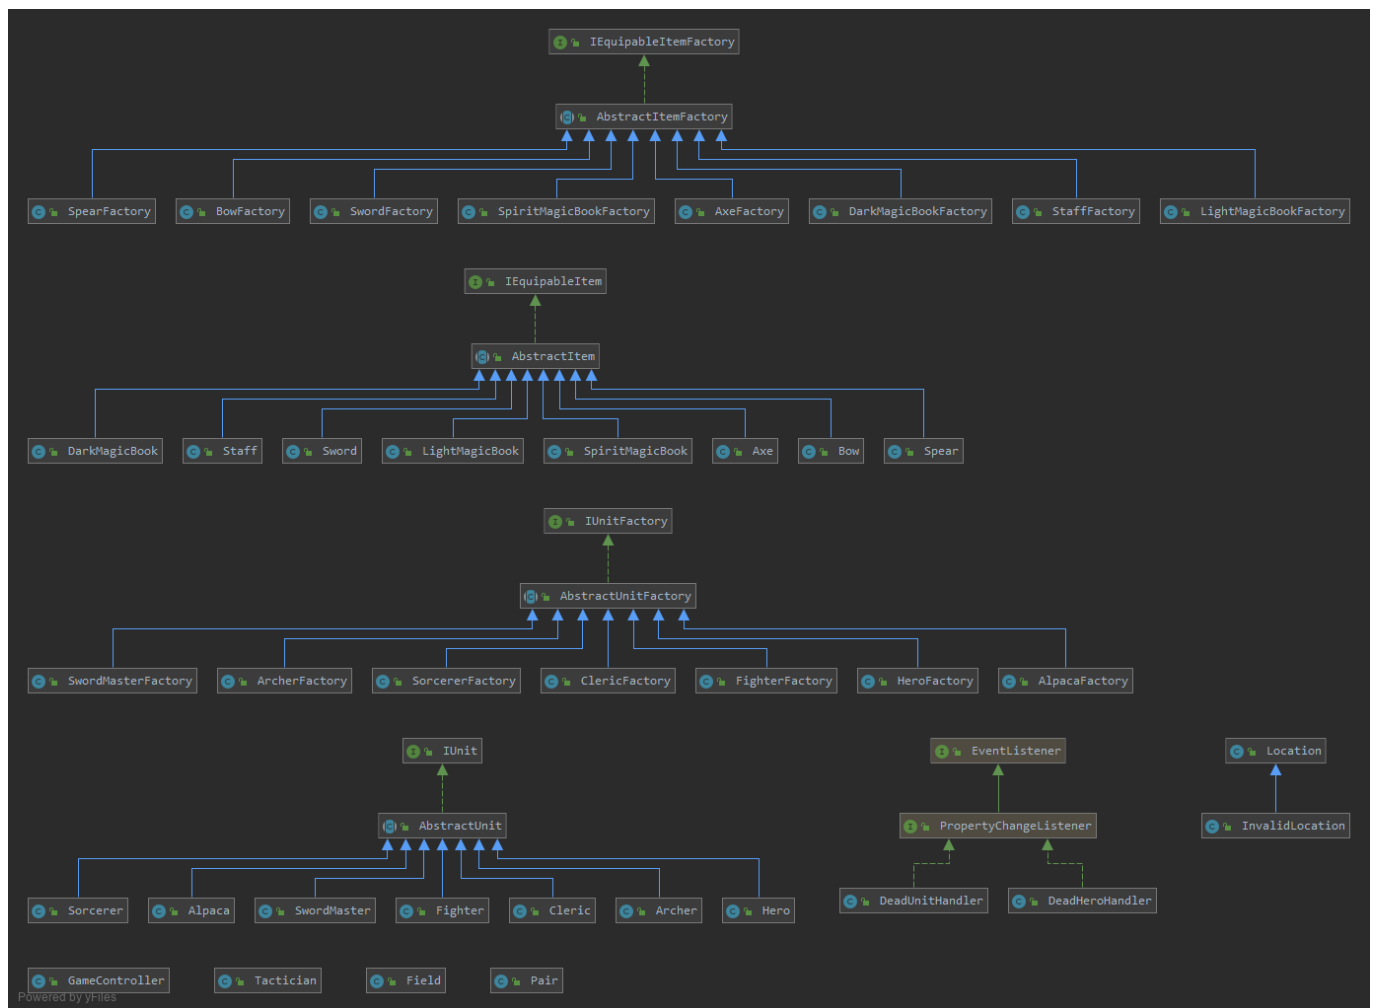 IEquipableItemFactory
AbstractItemFactory
SpearFactory BowFactory SwordFactory SpiritMagicBookFactory AxeFactory DarkMagicBookFactory StaffFactory LightMagicBookFactory
IEquipableItem
AbstractItem
DarkMagicBook Staff Sword LightMagicBook SpiritMagicBook Axe Bow Spear
IUnitFactory
AbstractUnitFactory
SwordMasterFactory ArcherFactory SorcererFactory ClericFactory FighterFactory HeroFactory AlpacaFactory
IUnit EventListener Location
AbstractUnit PropertyChangeListener InvalidLocation
Sorcerer Alpaca SwordMaster Fighter Cleric Archer Hero DeadUnitHandler DeadHeroHandler
GameController Tactician Field Pair
Powered by yFiles